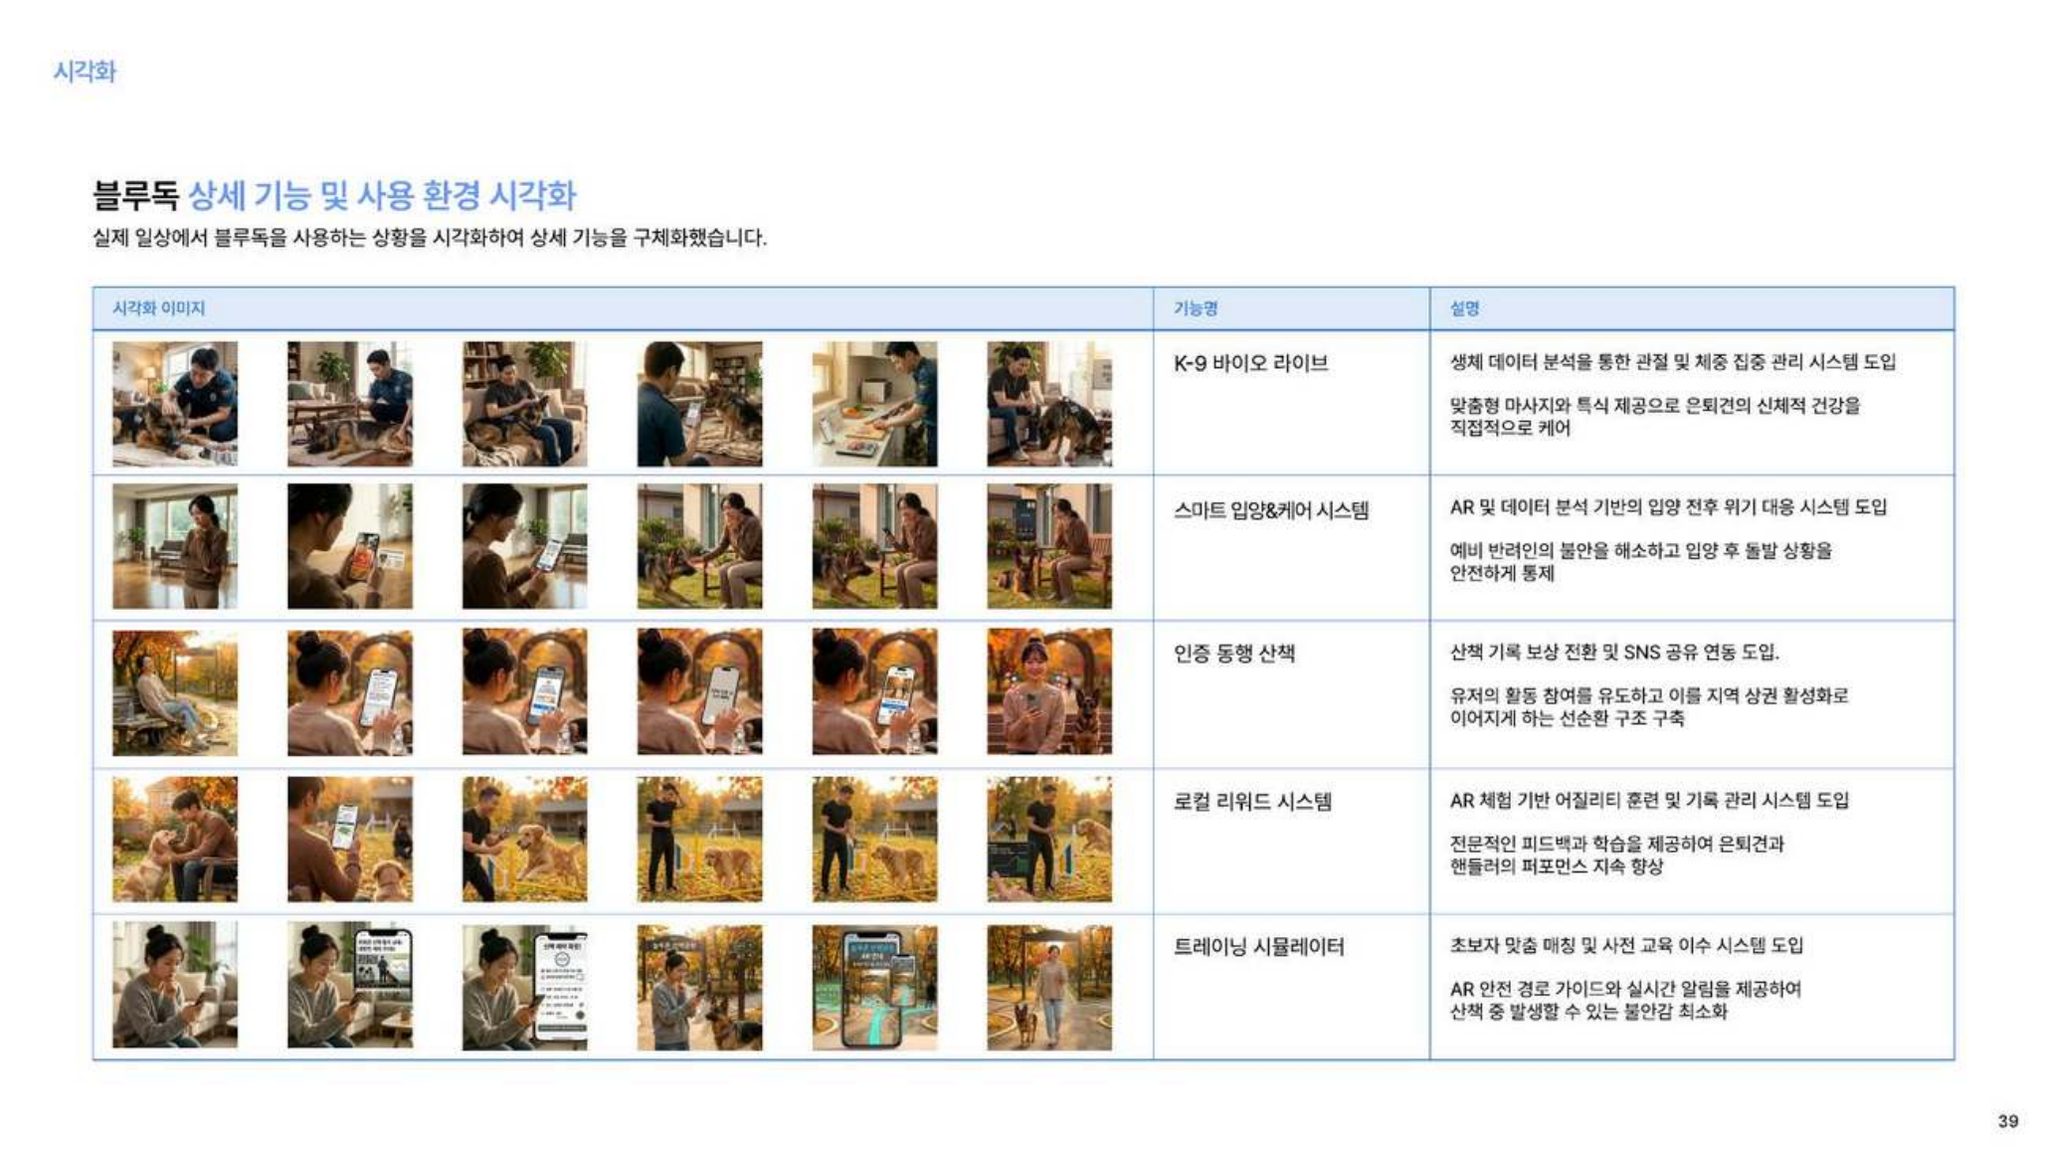 시각화
블루독 상세 기능 및 사용 환경 시각화
실제 일상에서 블루독을 사용하는 상황을 시각화하여 상세 기능을 구체화했습니다.
시각화 이미지
기능명
설명
K-9 바이오 라이브
생체 데이터 분석을 통한 관절 및 체중 집중 관리 시스템 도입
맞춤형 마사지와 특식 제공으로 은퇴견의 신체적 건강을
직접적으로 케어
스마트 입양&케어 시스템
AR 및 데이터 분석 기반의 입양 전후 위기 대응 시스템 도입
예비 반려인의 불안을 해소하고 입양 후 돌발 상황을
안전하게 통제
인증 동행 산책
산책 기록 보상 전환 및 SNS 공유 연동 도입.
유저의 활동 참여를 유도하고 이를 지역 상권 활성화로
이어지게 하는 선순환 구조 구축
로컬 리워드 시스템
AR 체험 기반 어질리티 훈련 및 기록 관리 시스템 도입
전문적인 피드백과 학습을 제공하여 은퇴견과
핸들러의 퍼포먼스 지속 향상
트레이닝 시뮬레이터
초보자 맞춤 매칭 및 사전 교육 이수 시스템 도입
AR 안전 경로 가이드와 실시간 알림을 제공하여
산책 중 발생할 수 있는 불안감 최소화
39